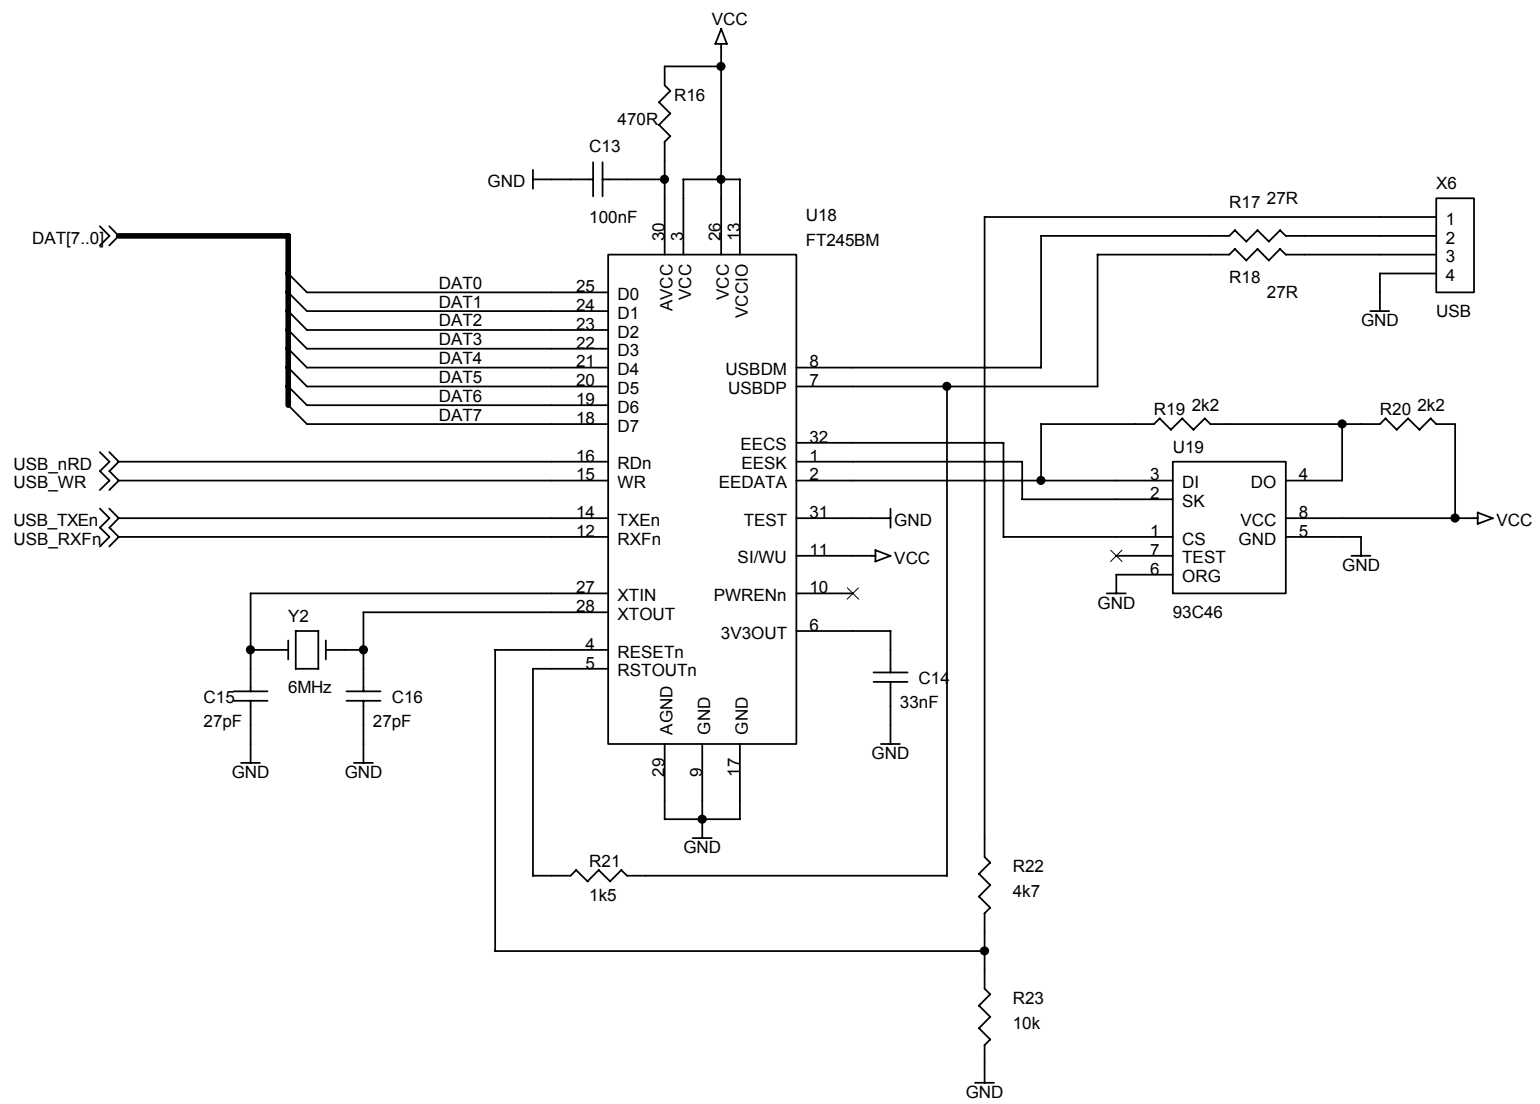 VCC
R16
470R
C13
GND
100nF
U18
FT245BM
30
3
26
13
AVCC
VCC
VCC
VCCIO
DAT[7..0]
DAT0 25 D0
DAT1 24 D1
DAT2 23 D2
DAT3 22 D3
DAT4 21 D4
DAT5 20 D5
DAT6 19 D6
DAT7 18 D7
USB_nRD 16 RDn
USB_WR 15 WR
USB_TXEn 14 TXEn
USB_RXFn 12 RXFn
27 XTIN
28 XTOUT
4 RESETn
5 RSTOUTn
Y2
6MHz
C15
27pF
GND
C16
27pF
GND
USBDM 8
USBDP 7
EECS 32
EESK 1
EEDATA 2
TEST 31 GND
SI/WU 11 VCC
PWRENn 10
3V3OUT 6
C14
33nF
GND
AGND
GND
GND
29
9
17
GND
R21
1k5
R17 27R
R18
27R
X6
1
2
3
4
USB
GND
R19 2k2
R20 2k2
U19
3 DI
2 SK
1 CS
7 TEST
6 ORG
DO 4
VCC 8
GND 5
VCC
GND
GND
93C46
R22
4k7
R23
10k
GND